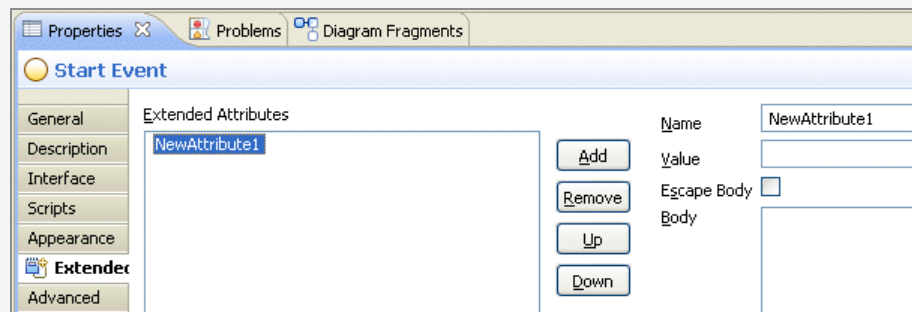 Properties
Problems
Diagram Fragments
Start Event
General
Description
Interface
Scripts
Appearance
Extended
Advanced
Extended Attributes
NewAttribute1
Add
Remove
Up
Down
Name
NewAttribute1
Value
Escape Body
Body